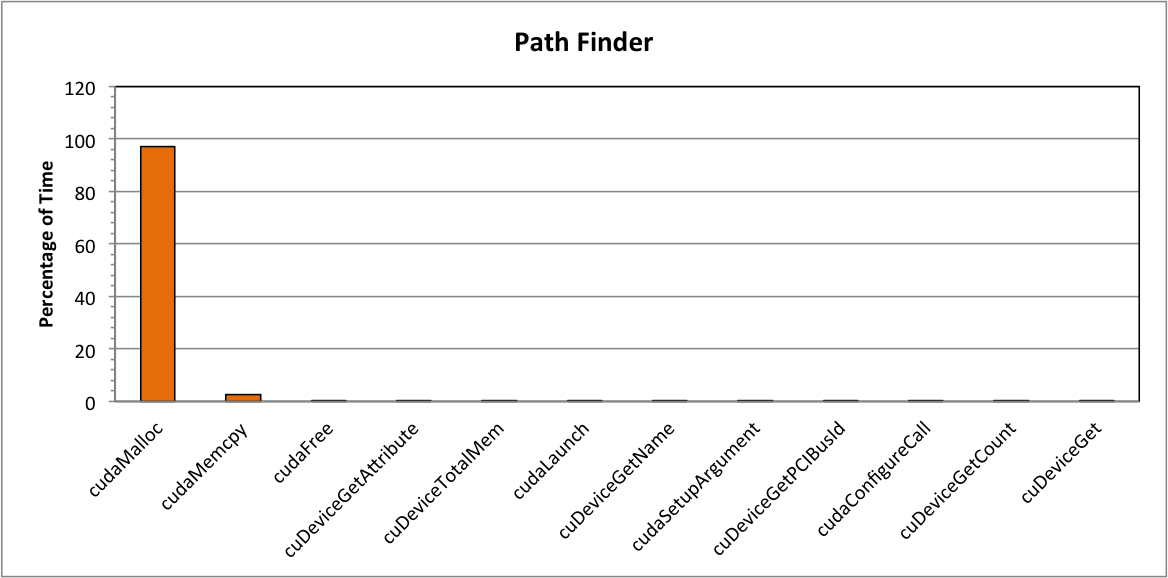 Path Finder
Percentage of Time
120
100
80
60
40
20
0
cudaMalloc
cudaMemcpy
cudaFree
cuDeviceGetAttribute
cuDeviceTotalMem
cudaLaunch
cuDeviceGetName
cudaSetupArgument
cuDeviceGetPCIBusId
cudaConfigureCall
cuDeviceGetCount
cuDeviceGet